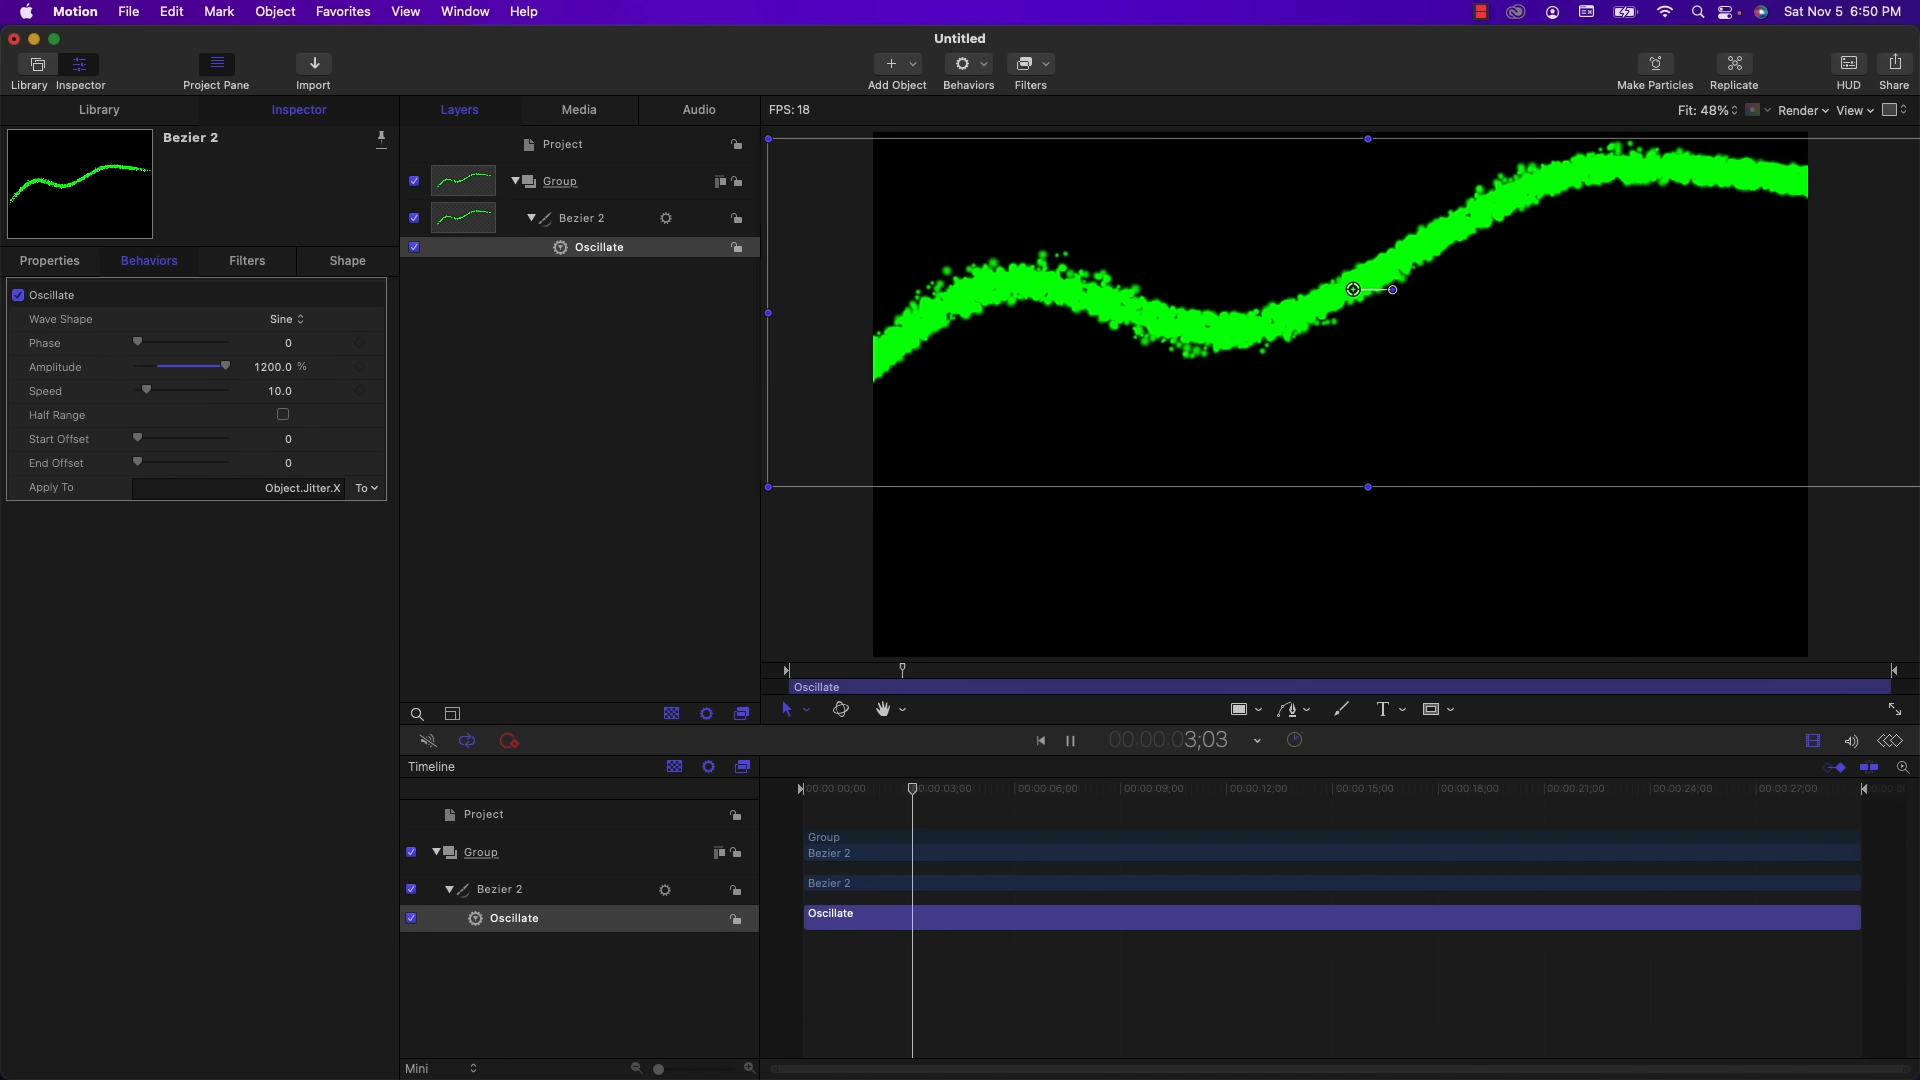 Motion File Edit Mark Object Favorites View Window Help Sat Nov 5 6:50 PM
Untitled
Library Inspector Project Pane Import Add Object Behaviors Filters Make Particles Replicate HUD Share
Library Inspector Layers Media Audio FPS: 18 Fit: 48% Render View
Bezier 2
Project
Group
Bezier 2
Oscillate
Properties Behaviors Filters Shape
Oscillate
Wave Shape Sine
Phase 0
Amplitude 1200.0 %
Speed 10.0
Half Range
Start Offset 0
End Offset 0
Apply To Object.Jitter.X To
Oscillate
T
00:00:03;03
Timeline
00:00:00;00 00:00:03;00 00:00:06;00 00:00:09;00 00:00:12;00 00:00:15;00 00:00:18;00 00:00:21;00 00:00:24;00 00:00:27;00
Project
Group
Group
Bezier 2
Bezier 2
Bezier 2
Oscillate
Oscillate
Mini